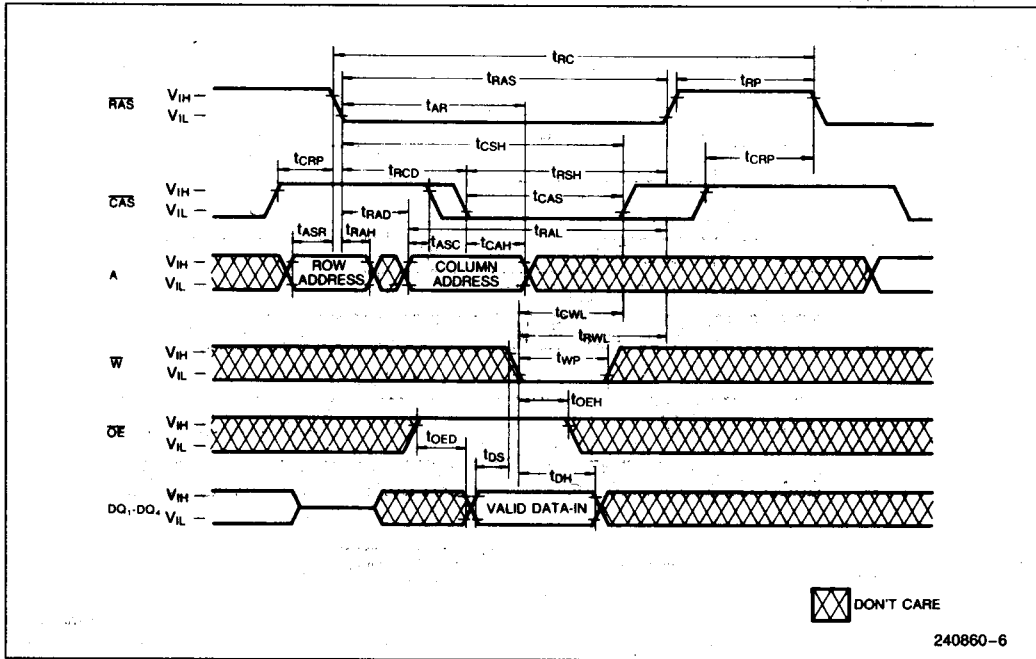 tRC
tRAS
tRP
RAS
VIH
VIL
tAR
tCSH
tCRP
tRCD
tRSH
tCRP
CAS
VIH
VIL
tCAS
tRAD
tRAL
tASR
tRAH
tASC
tCAH
A
VIH
VIL
ROW ADDRESS
COLUMN ADDRESS
tCWL
tRWL
W
VIH
VIL
tWP
tOEH
OE
VIH
VIL
tOED
tDS
tDH
DQ1-DQ4
VIH
VIL
VALID DATA-IN
DON'T CARE
240860-6